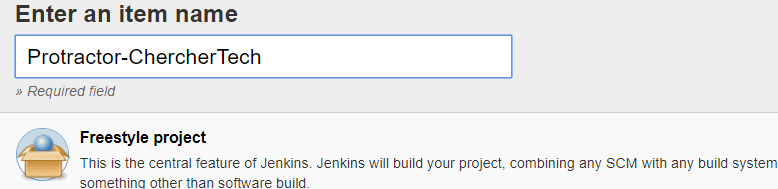 Enter an item name
Protractor-ChercherTech
» Required field
Freestyle project
This is the central feature of Jenkins. Jenkins will build your project, combining any SCM with any build system
something other than software build.